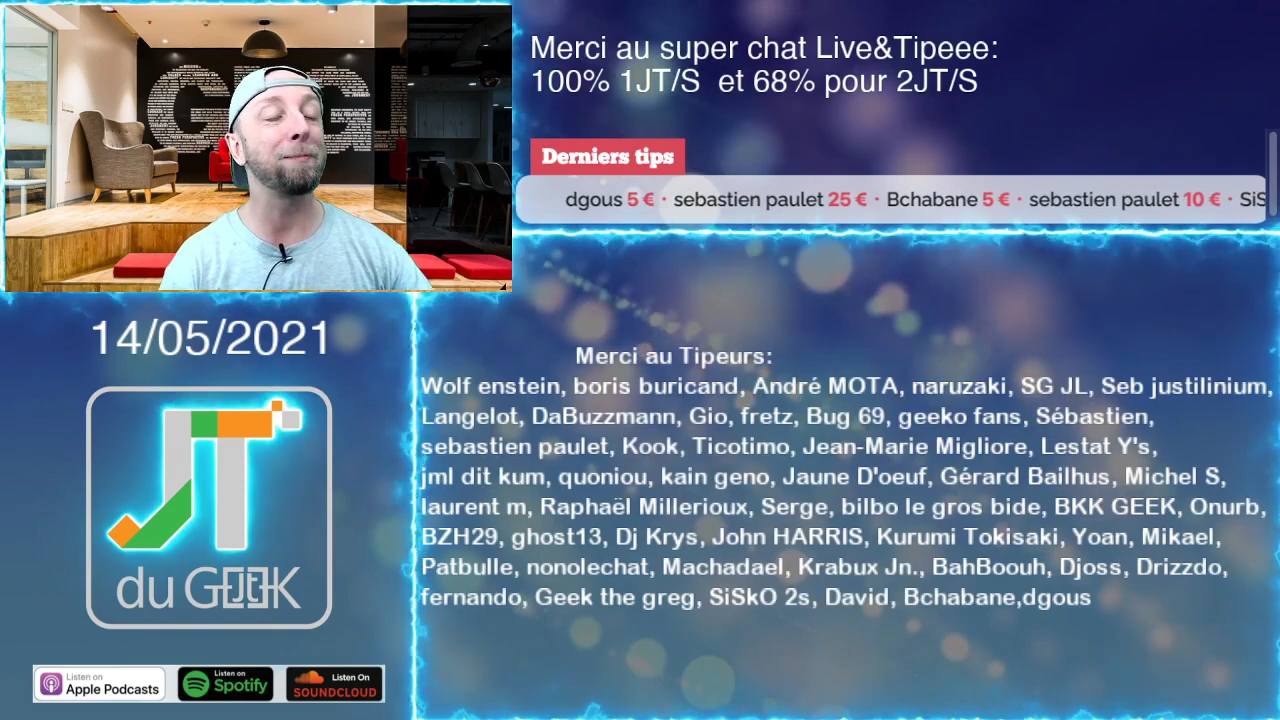 Merci au super chat Live&Tipeee:
100% 1JT/S et 68% pour 2JT/S
Derniers tips
dgous 5 € · sebastien paulet 25 € · Bchabane 5 € · sebastien paulet 10 € · SiS
14/05/2021
JT
du GEEK
Merci au Tipeurs:
Wolf enstein, boris buricand, André MOTA, naruzaki, SG JL, Seb justilinium,
Langelot, DaBuzzmann, Gio, fretz, Bug 69, geeko fans, Sébastien,
sebastien paulet, Kook, Ticotimo, Jean-Marie Migliore, Lestat Y's,
jml dit kum, quoniou, kain geno, Jaune D'oeuf, Gérard Bailhus, Michel S,
laurent m, Raphaël Millerioux, Serge, bilbo le gros bide, BKK GEEK, Onurb,
BZH29, ghost13, Dj Krys, John HARRIS, Kurumi Tokisaki, Yoan, Mikael,
Patbulle, nonolechat, Machadael, Krabux Jn., BahBoouh, Djoss, Drizzdo,
fernando, Geek the greg, SiSkO 2s, David, Bchabane,dgous
Listen on
Apple Podcasts
Listen on
Spotify
Listen On
SOUNDCLOUD